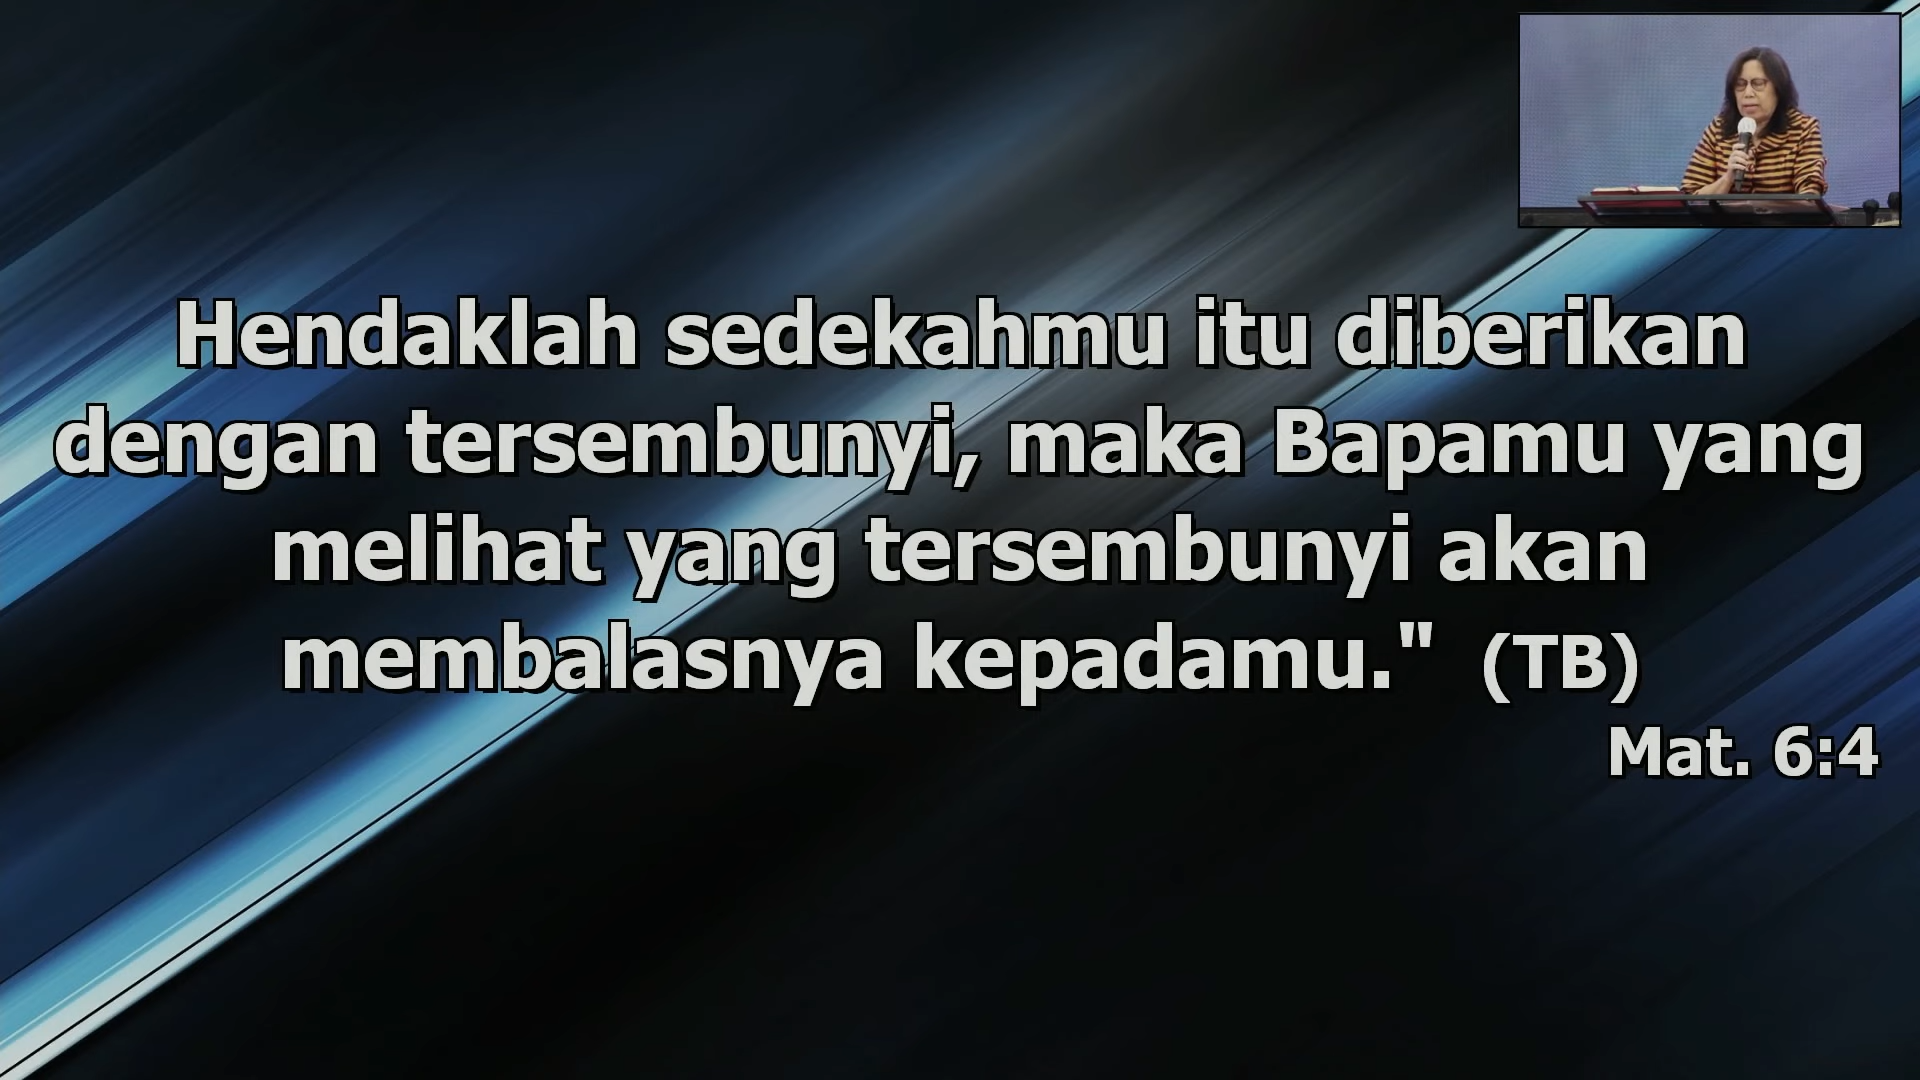 Hendaklah sedekahmu itu diberikan
dengan tersembunyi, maka Bapamu yang
melihat yang tersembunyi akan
membalasnya kepadamu." (TB)
Mat. 6:4